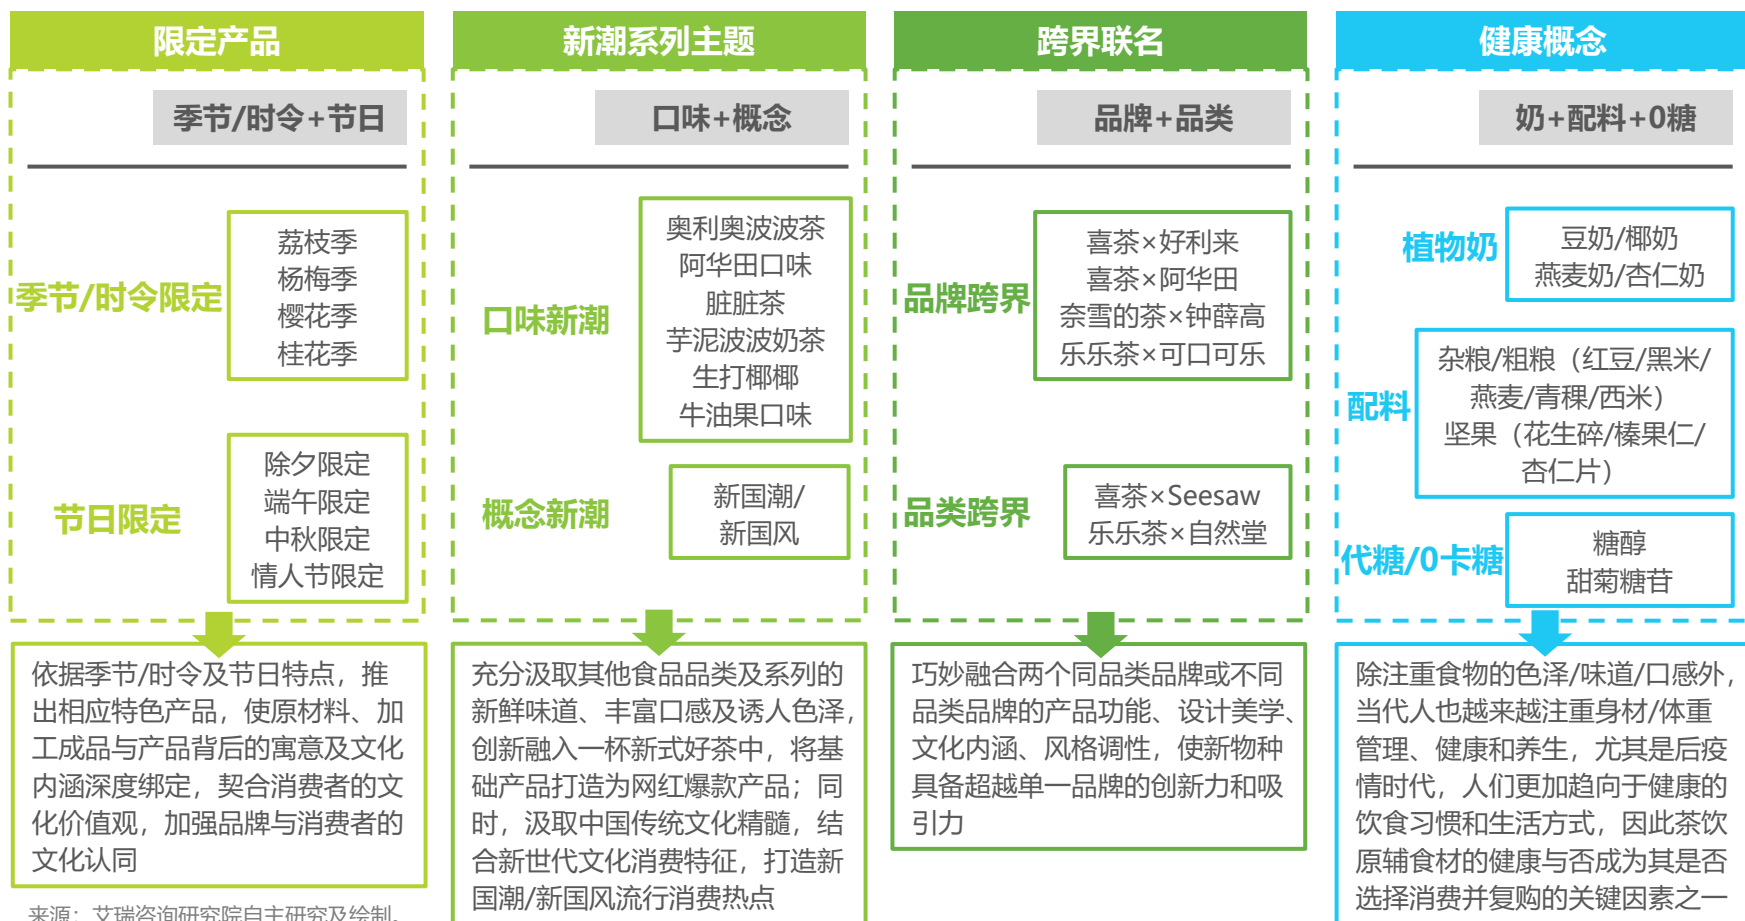 限定产品
季节/时令+节日
季节/时令限定
荔枝季
杨梅季
樱花季
桂花季
节日限定
除夕限定
端午限定
中秋限定
情人节限定
依据季节/时令及节日特点，推
出相应特色产品，使原材料、加
工成品与产品背后的寓意及文化
内涵深度绑定，契合消费者的文
化价值观，加强品牌与消费者的
文化认同
新潮系列主题
口味+概念
口味新潮
奥利奥波波茶
阿华田口味
脏脏茶
芋泥波波奶茶
生打椰椰
牛油果口味
概念新潮
新国潮/
新国风
充分汲取其他食品品类及系列的
新鲜味道、丰富口感及诱人色泽，
创新融入一杯新式好茶中，将基
础产品打造为网红爆款产品；同
时，汲取中国传统文化精髓，结
合新世代文化消费特征，打造新
国潮/新国风流行消费热点
跨界联名
品牌+品类
品牌跨界
喜茶×好利来
喜茶×阿华田
奈雪的茶×钟薛高
乐乐茶×可口可乐
品类跨界
喜茶×Seesaw
乐乐茶×自然堂
巧妙融合两个同品类品牌或不同
品类品牌的产品功能、设计美学、
文化内涵、风格调性，使新物种
具备超越单一品牌的创新力和吸
引力
健康概念
奶+配料+0糖
植物奶
豆奶/椰奶
燕麦奶/杏仁奶
配料
杂粮/粗粮（红豆/黑米/
燕麦/青稞/西米）
坚果（花生碎/榛果仁/
杏仁片）
代糖/0卡糖
糖醇
甜菊糖苷
除注重食物的色泽/味道/口感外，
当代人也越来越注重身材/体重
管理、健康和养生，尤其是后疫
情时代，人们更加趋向于健康的
饮食习惯和生活方式，因此茶饮
原辅食材的健康与否成为其是否
选择消费并复购的关键因素之一
来源：艾瑞咨询研究院自主研究及绘制。